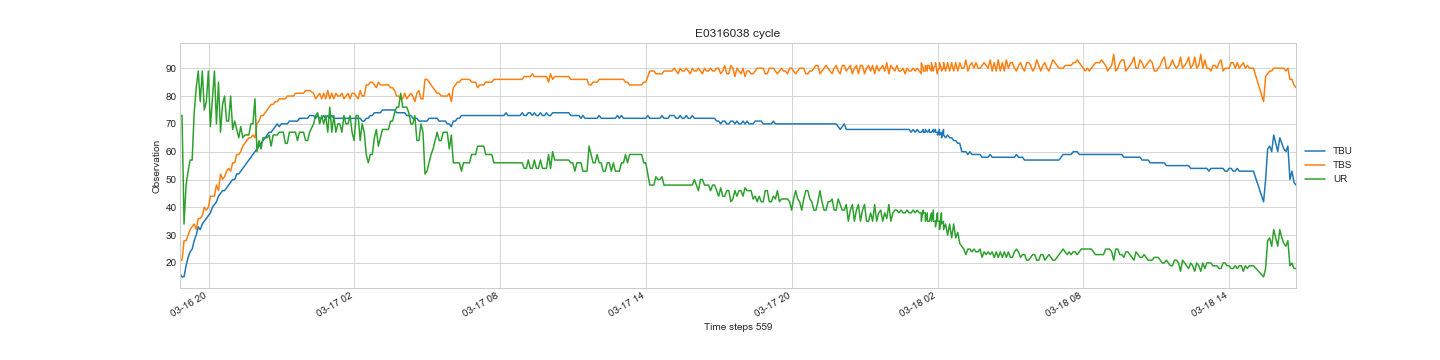 E0316038 cycle
Observation
90
80
70
60
50
40
30
20
03-16 20
03-17 02
03-17 08
03-17 14
03-17 20
03-18 02
03-18 08
03-18 14
Time steps 559
TBU
TBS
UR